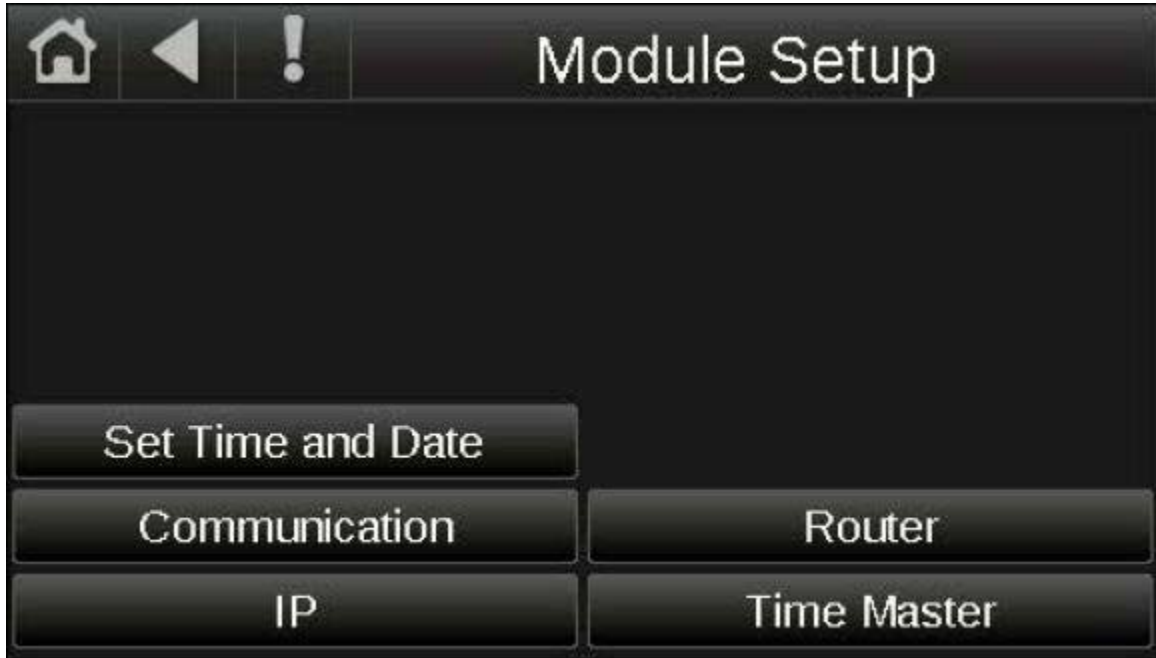 Module Setup
Set Time and Date
Communication
Router
IP
Time Master